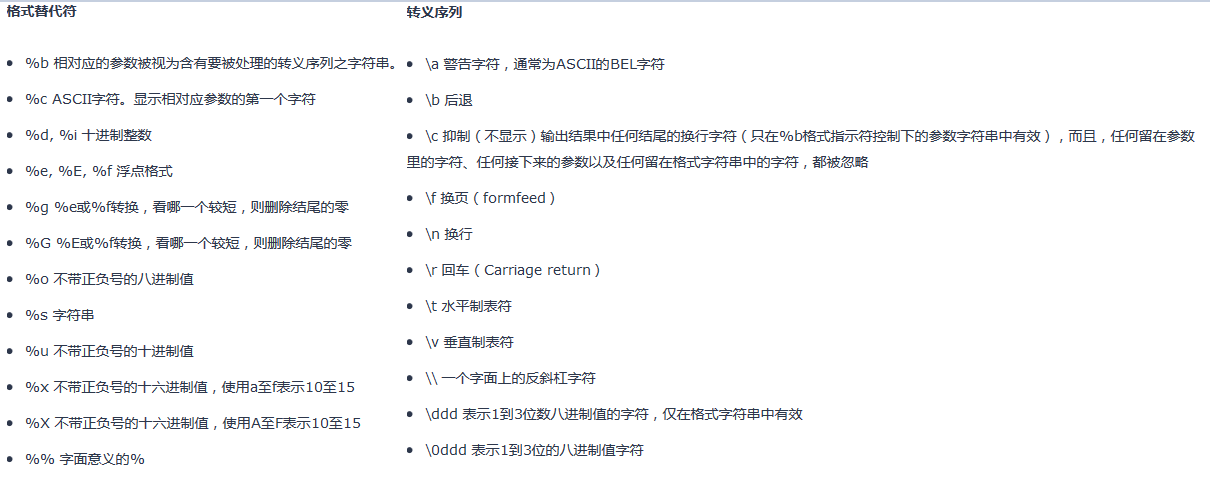 格式替代符
%b 相对应的参数被视为含有要被处理的转义序列之字符串。
%c ASCII字符。显示相对应参数的第一个字符
%d, %i 十进制整数
%e, %E, %f 浮点格式
%g %e或%f转换，看哪一个较短，则删除结尾的零
%G %E或%f转换，看哪一个较短，则删除结尾的零
%o 不带正负号的八进制值
%s 字符串
%u 不带正负号的十进制值
%x 不带正负号的十六进制值，使用a至f表示10至15
%X 不带正负号的十六进制值，使用A至F表示10至15
%% 字面意义的%
转义序列
\a 警告字符，通常为ASCII的BEL字符
\b 后退
\c 抑制（不显示）输出结果中任何结尾的换行字符（只在%b格式指示符控制下的参数字符串中有效），而且，任何留在参数
里的字符、任何接下来的参数以及任何留在格式字符串中的字符，都被忽略
\f 换页（formfeed）
\n 换行
\r 回车（Carriage return）
\t 水平制表符
\v 垂直制表符
\\ 一个字面上的反斜杠字符
\ddd 表示1到3位数八进制值的字符，仅在格式字符串中有效
\0ddd 表示1到3位的八进制值字符